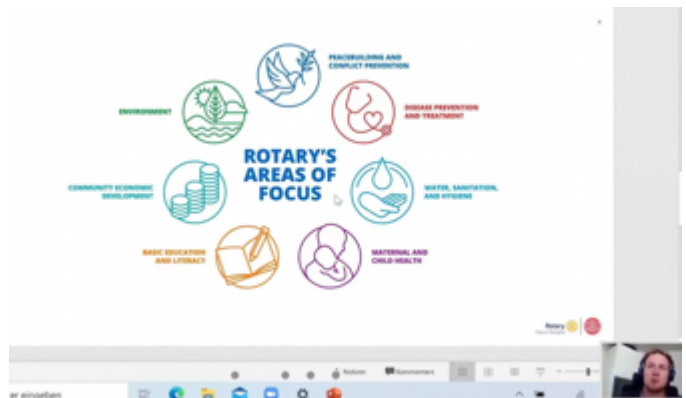 PEACEBUILDING AND
CONFLICT PREVENTION
DISEASE PREVENTION
AND TREATMENT
ENVIRONMENT
ROTARY'S
AREAS OF
FOCUS
COMMUNITY ECONOMIC
DEVELOPMENT
WATER, SANITATION,
AND HYGIENE
BASIC EDUCATION
AND LITERACY
MATERNAL AND
CHILD HEALTH
Rotary
Notizen
Kommentare
er eingeben